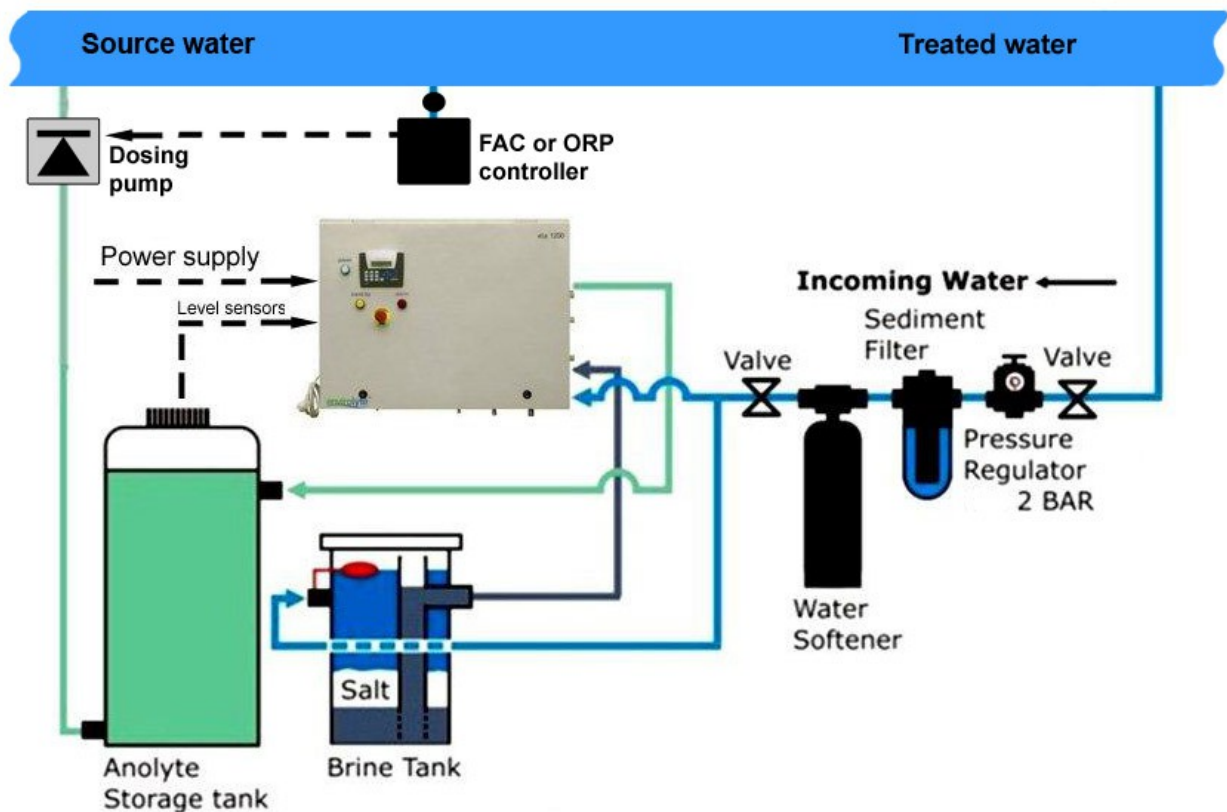 Source water
Treated water
Dosing
pump
FAC or ORP
controller
Power supply
Level sensors
Incoming Water
Sediment
Filter
Valve
Valve
Pressure
Regulator
2 BAR
Water
Softener
Salt
Brine Tank
Anolyte
Storage tank
envirolyte